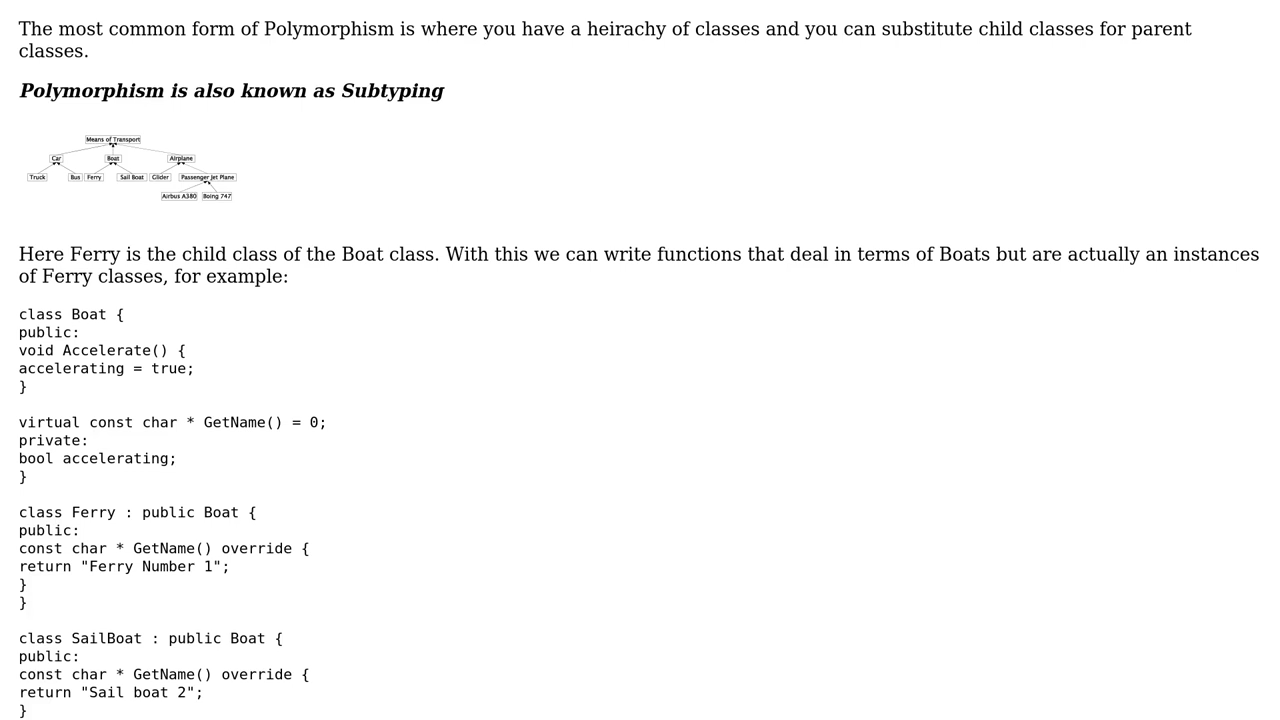 The most common form of Polymorphism is where you have a heirachy of classes and you can substitute child classes for parent
classes.
Polymorphism is also known as Subtyping
Means of Transport
Car Boat Airplane
Truck Bus Ferry Sail Boat Glider Passenger Jet Plane
Airbus A380 Boing 747
Here Ferry is the child class of the Boat class. With this we can write functions that deal in terms of Boats but are actually an instances
of Ferry classes, for example:
class Boat {
public:
void Accelerate() {
accelerating = true;
}
virtual const char * GetName() = 0;
private:
bool accelerating;
}
class Ferry : public Boat {
public:
const char * GetName() override {
return "Ferry Number 1";
}
}
class SailBoat : public Boat {
public:
const char * GetName() override {
return "Sail boat 2";
}